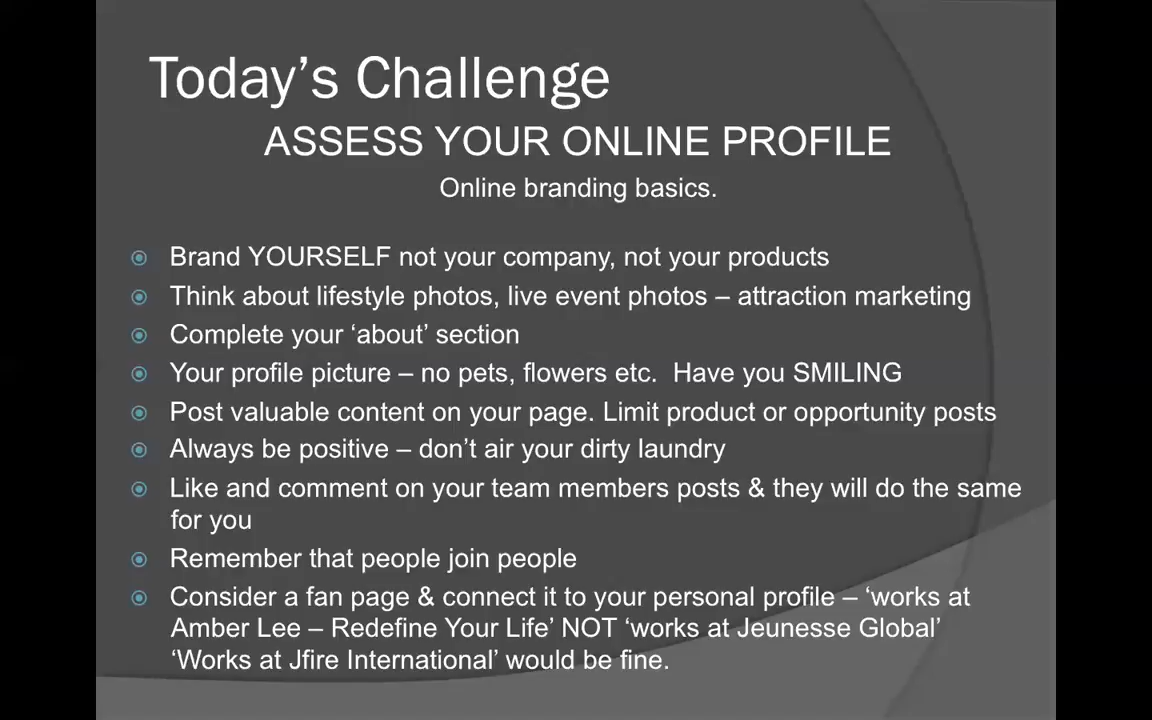 Today’s Challenge
ASSESS YOUR ONLINE PROFILE
Online branding basics.
Brand YOURSELF not your company, not your products
Think about lifestyle photos, live event photos – attraction marketing
Complete your ‘about’ section
Your profile picture – no pets, flowers etc.  Have you SMILING
Post valuable content on your page. Limit product or opportunity posts
Always be positive – don’t air your dirty laundry
Like and comment on your team members posts & they will do the same
for you
Remember that people join people
Consider a fan page & connect it to your personal profile – ‘works at
Amber Lee – Redefine Your Life’ NOT ‘works at Jeunesse Global’
‘Works at Jfire International’ would be fine.